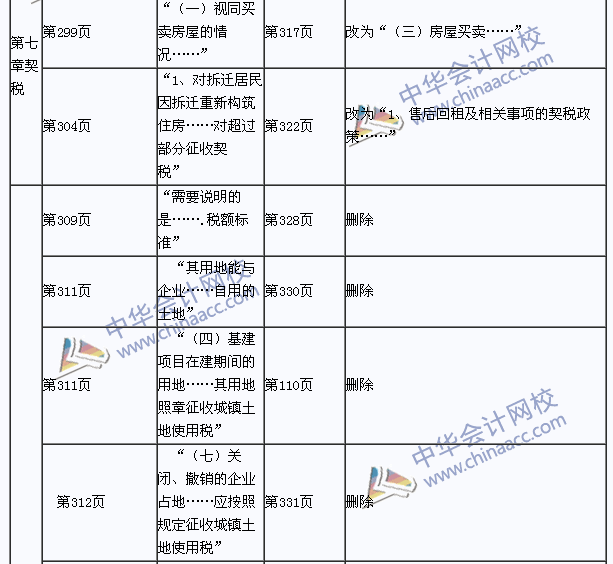 第七
章契
税
第299页
“（一）视同买
卖房屋的情
况……”
第317页
改为“（三）房屋买卖……”
第304页
“1、对拆迁居民
因拆迁重新构筑
住房……对超过
部分征收契
税”
第322页
改为“1、售后回租及相关事项的契税政
策……”
第309页
“需要说明的
是…….税额标
准”
第328页
删除
第311页
“其用地能与
企业……自用的
土地”
第330页
删除
第311页
“（四）基建
项目在建期间的
用地……其用地
照章征收城镇土
地使用税”
第110页
删除
第312页
“（七）关
闭、撤销的企业
占地……应按照
规定征收城镇土
地使用税”
第331页
删除
中华会计网校
www.chinaacc.com
中华会计网校
www.chinaacc.com
中华会计网校
www.chinaacc.com